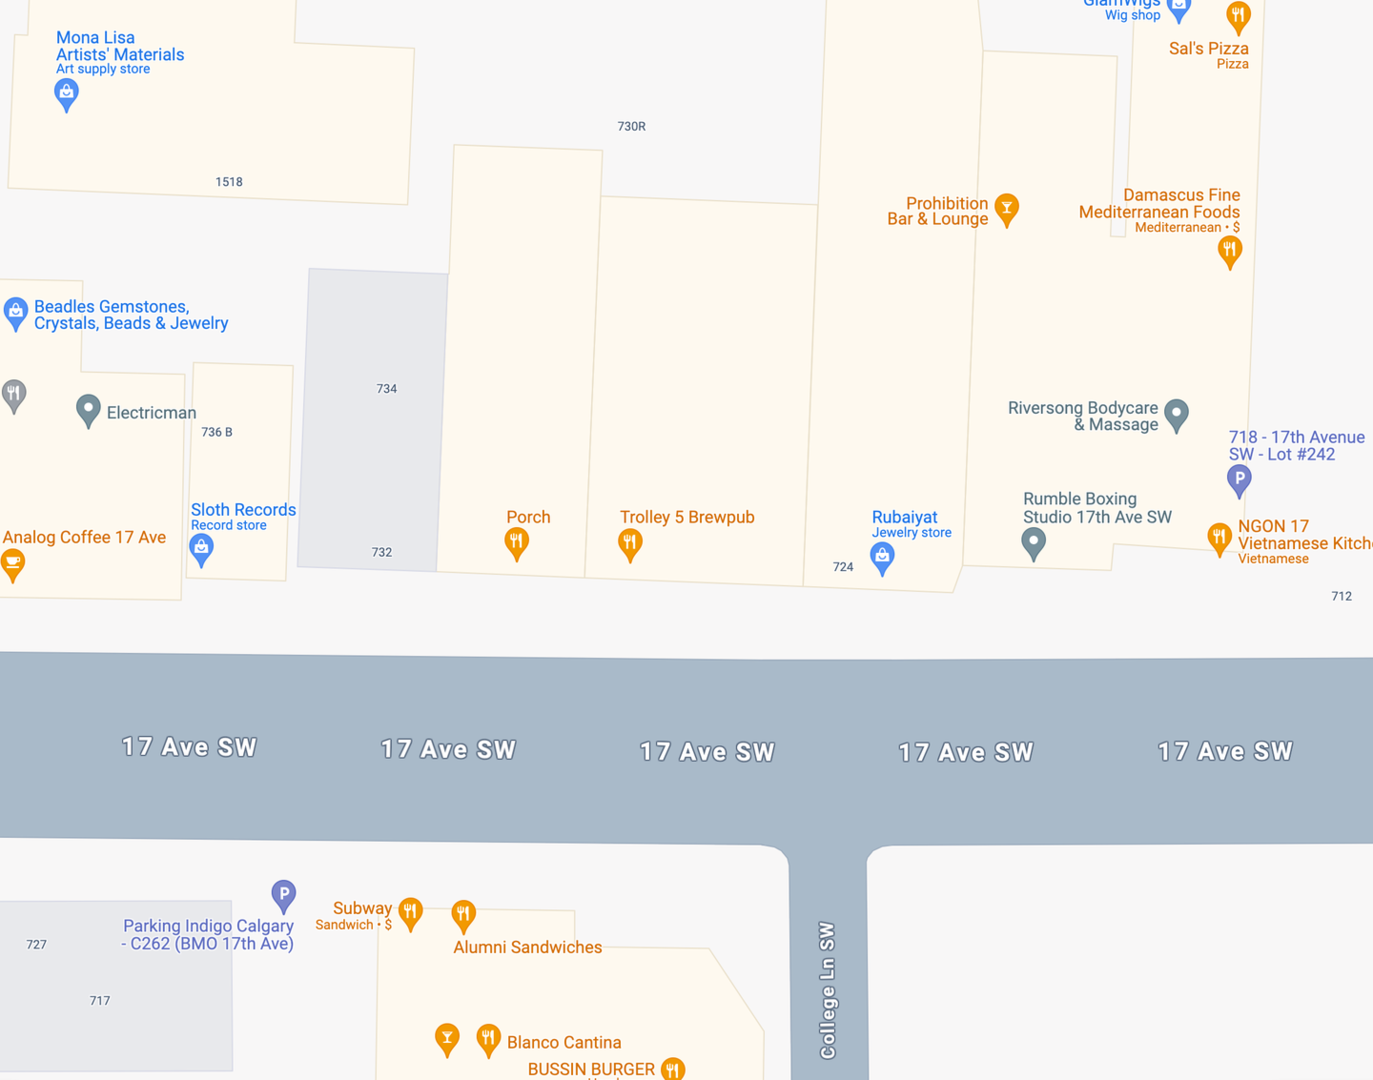 GlamWigs
Wig shop
Sal's Pizza
Pizza
Mona Lisa
Artists' Materials
Art supply store
730R
1518
Prohibition
Bar & Lounge
Damascus Fine
Mediterranean Foods
Mediterranean • $
Beadles Gemstones,
Crystals, Beads & Jewelry
734
Electricman
736 B
Riversong Bodycare
& Massage
718 - 17th Avenue
SW - Lot #242
P
Sloth Records
Record store
Analog Coffee 17 Ave
732
Porch
Trolley 5 Brewpub
Rubaiyat
Jewelry store
724
Rumble Boxing
Studio 17th Ave SW
NGON 17
Vietnamese Kitche
Vietnamese
712
17 Ave SW
17 Ave SW
17 Ave SW
17 Ave SW
17 Ave SW
P
Parking Indigo Calgary
- C262 (BMO 17th Ave)
Subway
Sandwich • $
Alumni Sandwiches
727
717
College Ln SW
Blanco Cantina
BUSSIN BURGER